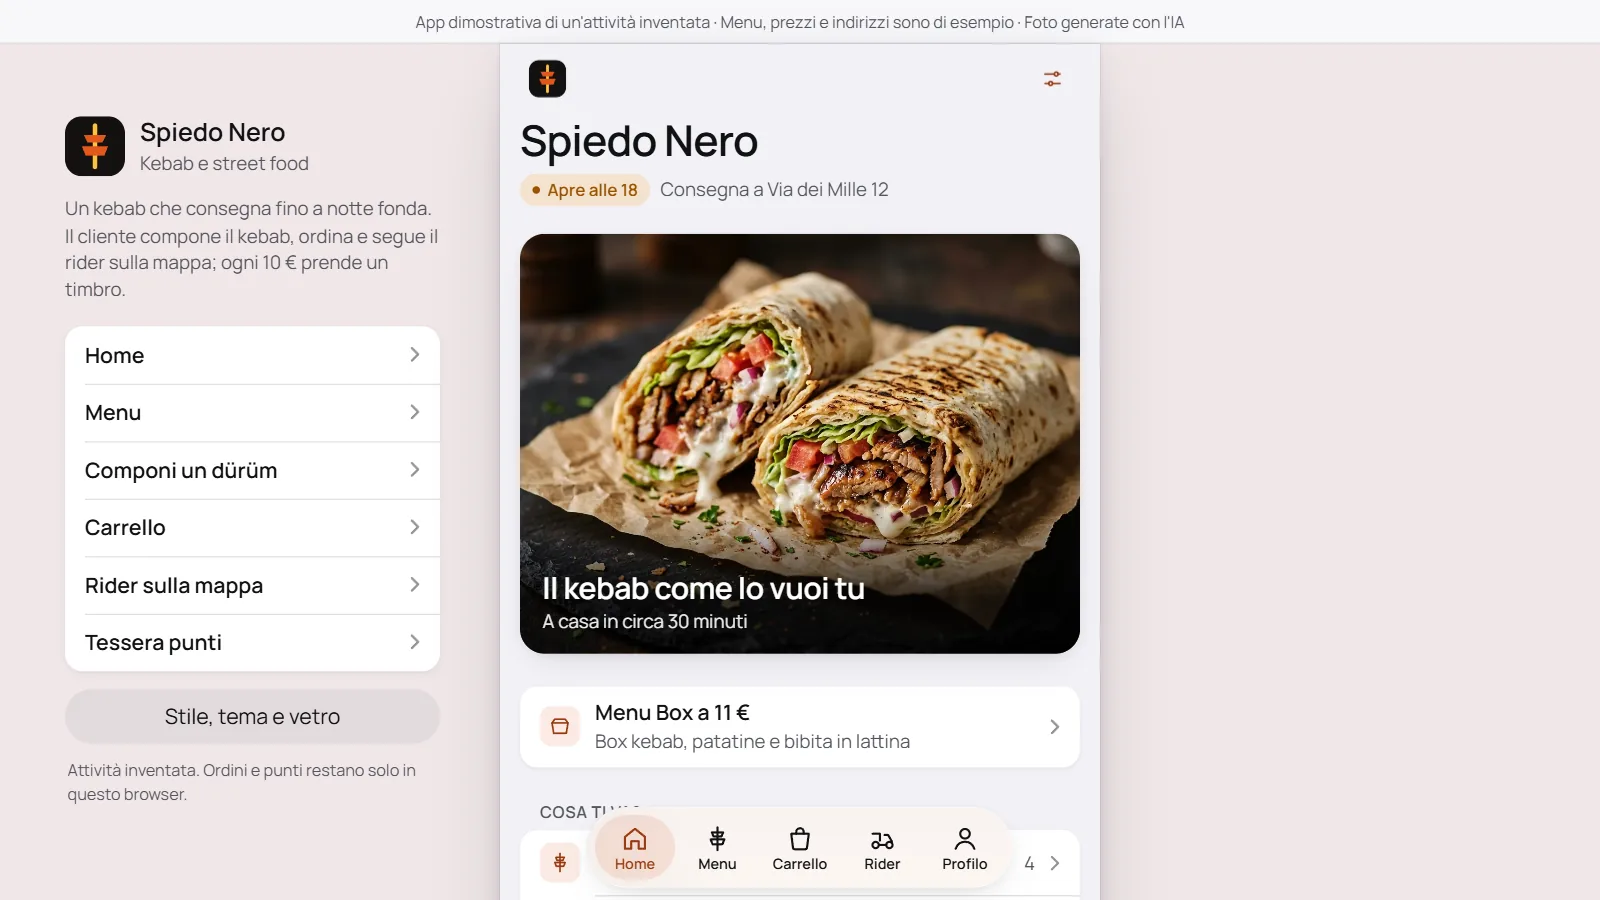 App dimostrativa di un'attività inventata · Menu, prezzi e indirizzi sono di esempio · Foto generate con l'IA
Spiedo Nero
Kebab e street food
Un kebab che consegna fino a notte fonda.
Il cliente compone il kebab, ordina e segue il
rider sulla mappa; ogni 10 € prende un
timbro.
Home
Menu
Componi un dürüm
Carrello
Rider sulla mappa
Tessera punti
Stile, tema e vetro
Attività inventata. Ordini e punti restano solo in
questo browser.
Spiedo Nero
Apre alle 18
Consegna a Via dei Mille 12
Il kebab come lo vuoi tu
A casa in circa 30 minuti
Menu Box a 11 €
Box kebab, patatine e bibita in lattina
COSA TI
4
Home
Menu
Carrello
Rider
Profilo